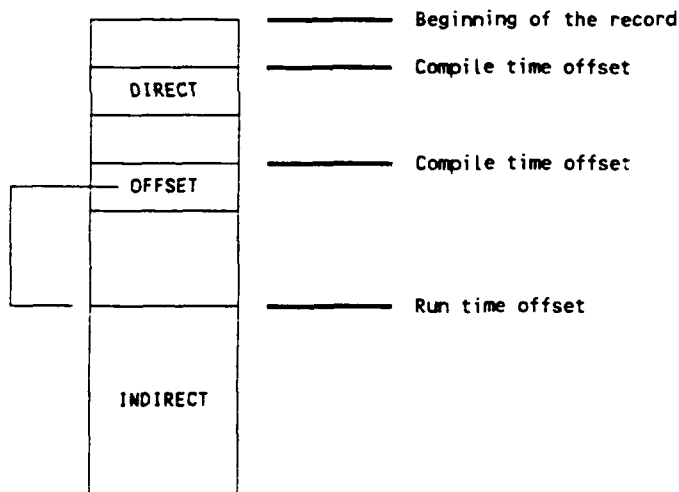 Beginning of the record
Compile time offset
DIRECT
Compile time offset
OFFSET
Run time offset
INDIRECT